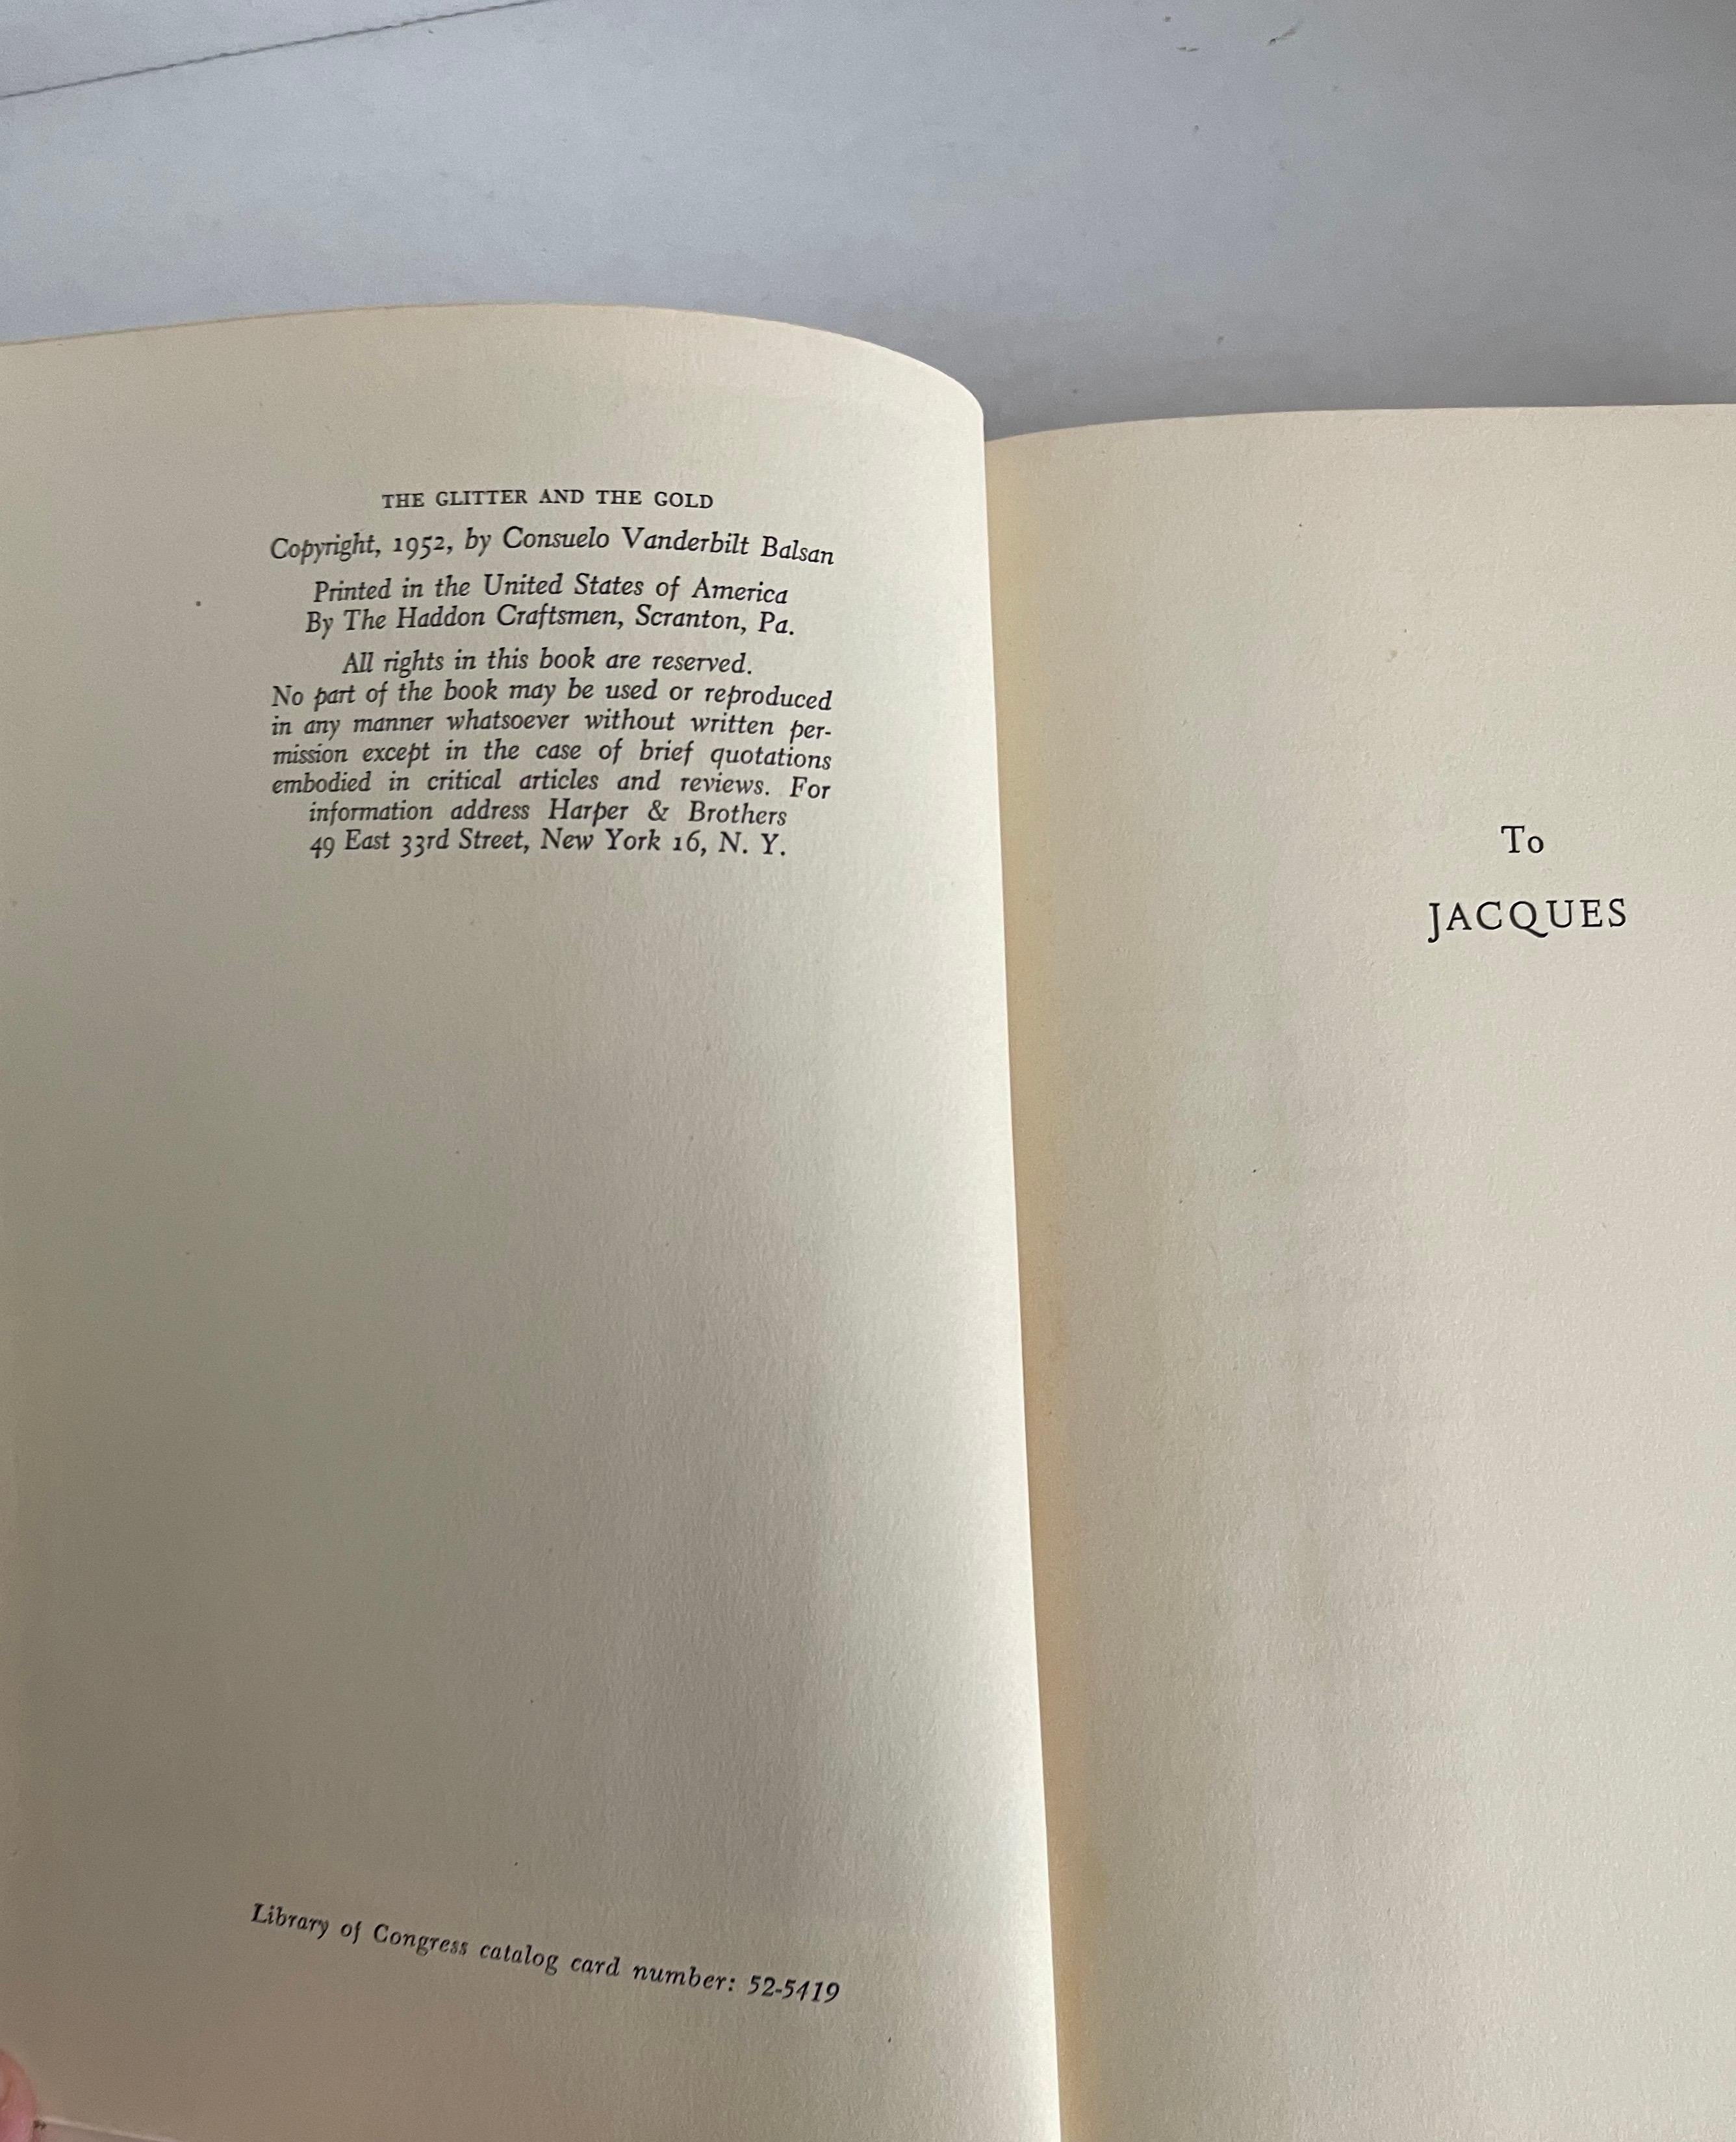 THE GLITTER AND THE GOLD
Copyright, 1952, by Consuelo Vanderbilt Balsan
Printed in the United States of America
By The Haddon Craftsmen, Scranton, Pa.
All rights in this book are reserved.
No part of the book may be used or reproduced
in any manner whatsoever without written per-
mission except in the case of brief quotations
embodied in critical articles and reviews. For
information address Harper & Brothers
49 East 33rd Street, New York 16, N. Y.
Library of Congress catalog card number: 52-5419
To
JACQUES